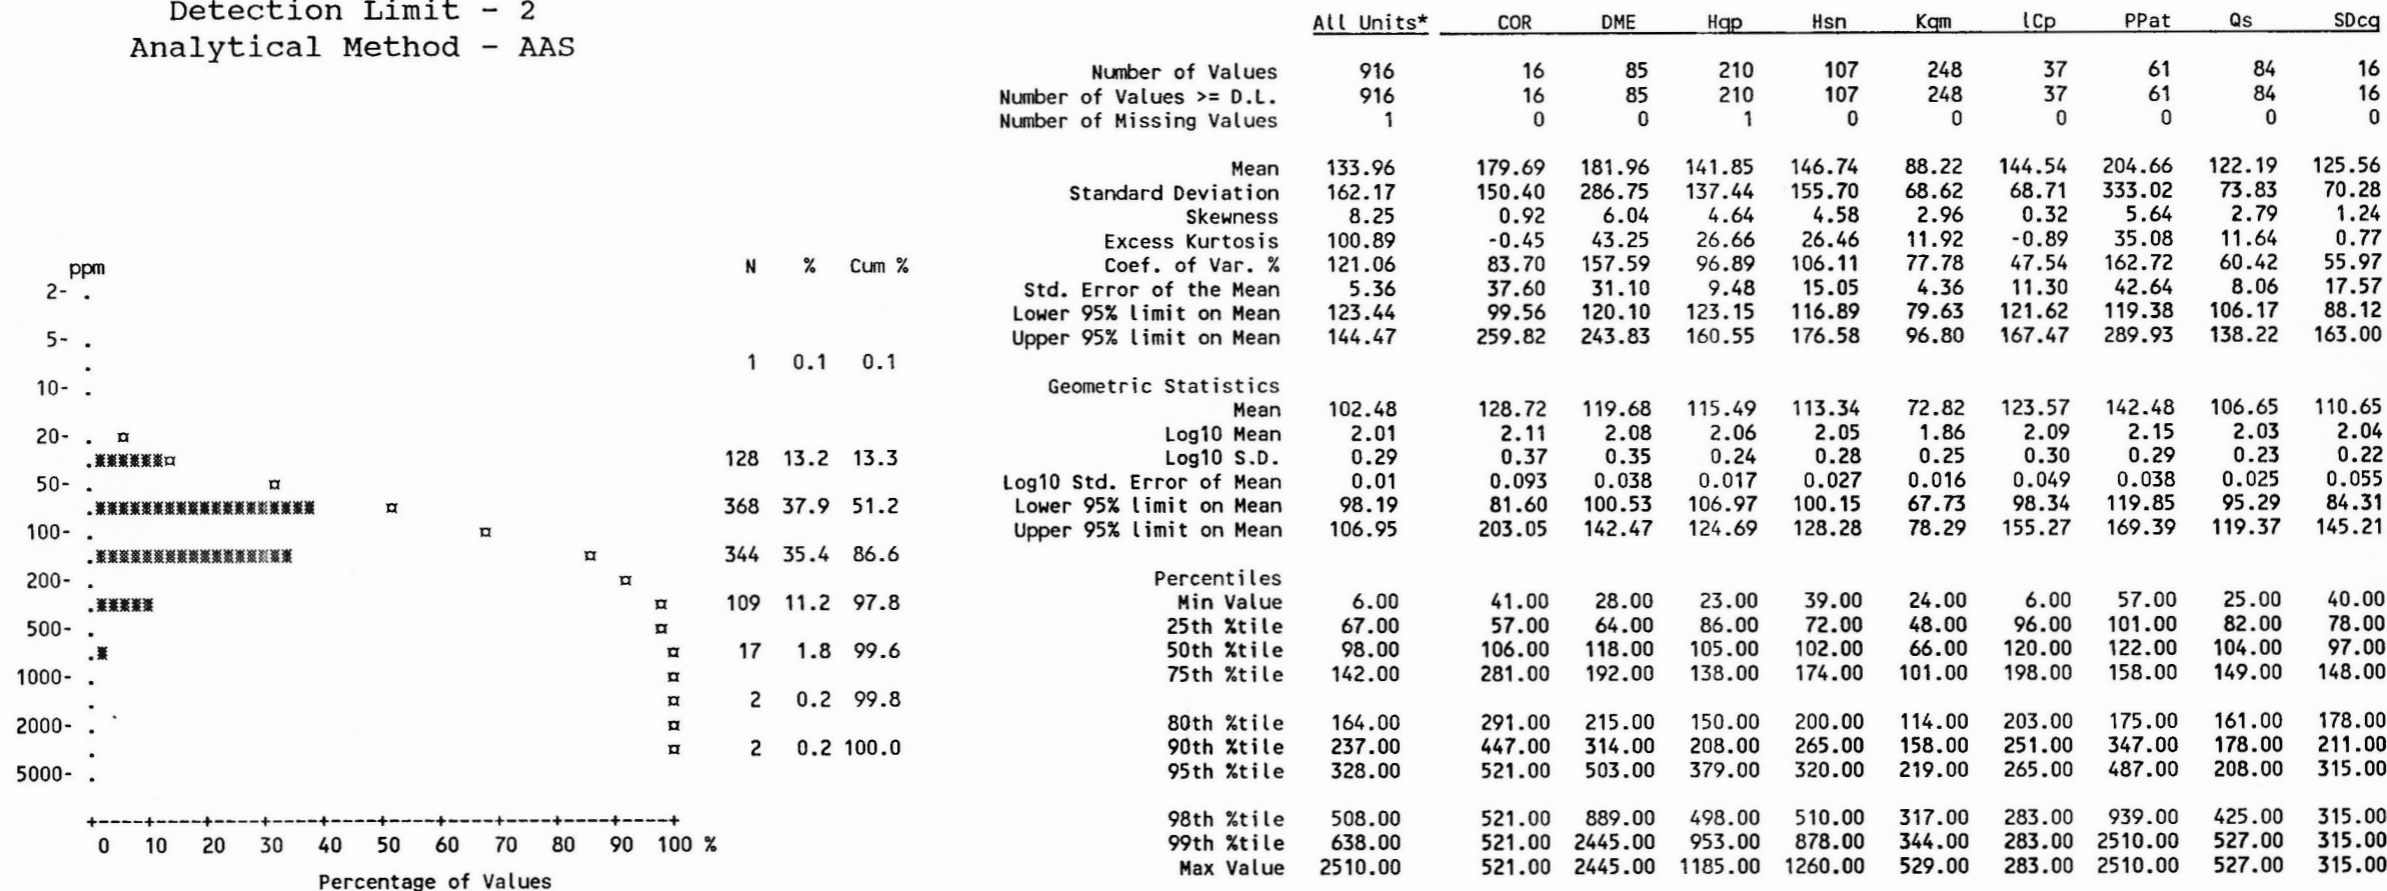 Detection Limit - 2
Analytical Method - AAS
All Units* COR DME Hqp Hsn Kqm lCp PPat Qs SDcg
Number of Values 916 16 85 210 107 248 37 61 84 16
Number of Values >= D.L. 916 16 85 210 107 248 37 61 84 16
Number of Missing Values 1 0 0 1 0 0 0 0 0 0
Mean 133.96 179.69 181.96 141.85 146.74 88.22 144.54 204.66 122.19 125.56
Standard Deviation 162.17 150.40 286.75 137.44 155.70 68.62 68.71 333.02 73.83 70.28
Skewness 8.25 0.92 6.04 4.64 4.58 2.96 0.32 5.64 2.79 1.24
Excess Kurtosis 100.89 -0.45 43.25 26.66 26.46 11.92 -0.89 35.08 11.64 0.77
Coef. of Var. % 121.06 83.70 157.59 96.89 106.11 77.78 47.54 162.72 60.42 55.97
Std. Error of the Mean 5.36 37.60 31.10 9.48 15.05 4.36 11.30 42.64 8.06 17.57
Lower 95% limit on Mean 123.44 99.56 120.10 123.15 116.89 79.63 121.62 119.38 106.17 88.12
Upper 95% limit on Mean 144.47 259.82 243.83 160.55 176.58 96.80 167.47 289.93 138.22 163.00
Geometric Statistics
Mean 102.48 128.72 119.68 115.49 113.34 72.82 123.57 142.48 106.65 110.65
Log10 Mean 2.01 2.11 2.08 2.06 2.05 1.86 2.09 2.15 2.03 2.04
Log10 S.D. 0.29 0.37 0.35 0.24 0.28 0.25 0.30 0.29 0.23 0.22
Log10 Std. Error of Mean 0.01 0.093 0.038 0.017 0.027 0.016 0.049 0.038 0.025 0.055
Lower 95% limit on Mean 98.19 81.60 100.53 106.97 100.15 67.73 98.34 119.85 95.29 84.31
Upper 95% limit on Mean 106.95 203.05 142.47 124.69 128.28 78.29 155.27 169.39 119.37 145.21
Percentiles
Min Value 6.00 41.00 28.00 23.00 39.00 24.00 6.00 57.00 25.00 40.00
25th %tile 67.00 57.00 64.00 86.00 72.00 48.00 96.00 101.00 82.00 78.00
50th %tile 98.00 106.00 118.00 105.00 102.00 66.00 120.00 122.00 104.00 97.00
75th %tile 142.00 281.00 192.00 138.00 174.00 101.00 198.00 158.00 149.00 148.00
80th %tile 164.00 291.00 215.00 150.00 200.00 114.00 203.00 175.00 161.00 178.00
90th %tile 237.00 447.00 314.00 208.00 265.00 158.00 251.00 347.00 178.00 211.00
95th %tile 328.00 521.00 503.00 379.00 320.00 219.00 265.00 487.00 208.00 315.00
98th %tile 508.00 521.00 889.00 498.00 510.00 317.00 283.00 939.00 425.00 315.00
99th %tile 638.00 521.00 2445.00 953.00 878.00 344.00 283.00 2510.00 527.00 315.00
Max Value 2510.00 521.00 2445.00 1185.00 1260.00 529.00 283.00 2510.00 527.00 315.00
ppm N % Cum %
2-
5-
1 0.1 0.1
10-
20-
128 13.2 13.3
50-
368 37.9 51.2
100-
344 35.4 86.6
200-
109 11.2 97.8
500-
17 1.8 99.6
1000-
2 0.2 99.8
2000-
2 0.2 100.0
5000-
0 10 20 30 40 50 60 70 80 90 100 %
Percentage of Values